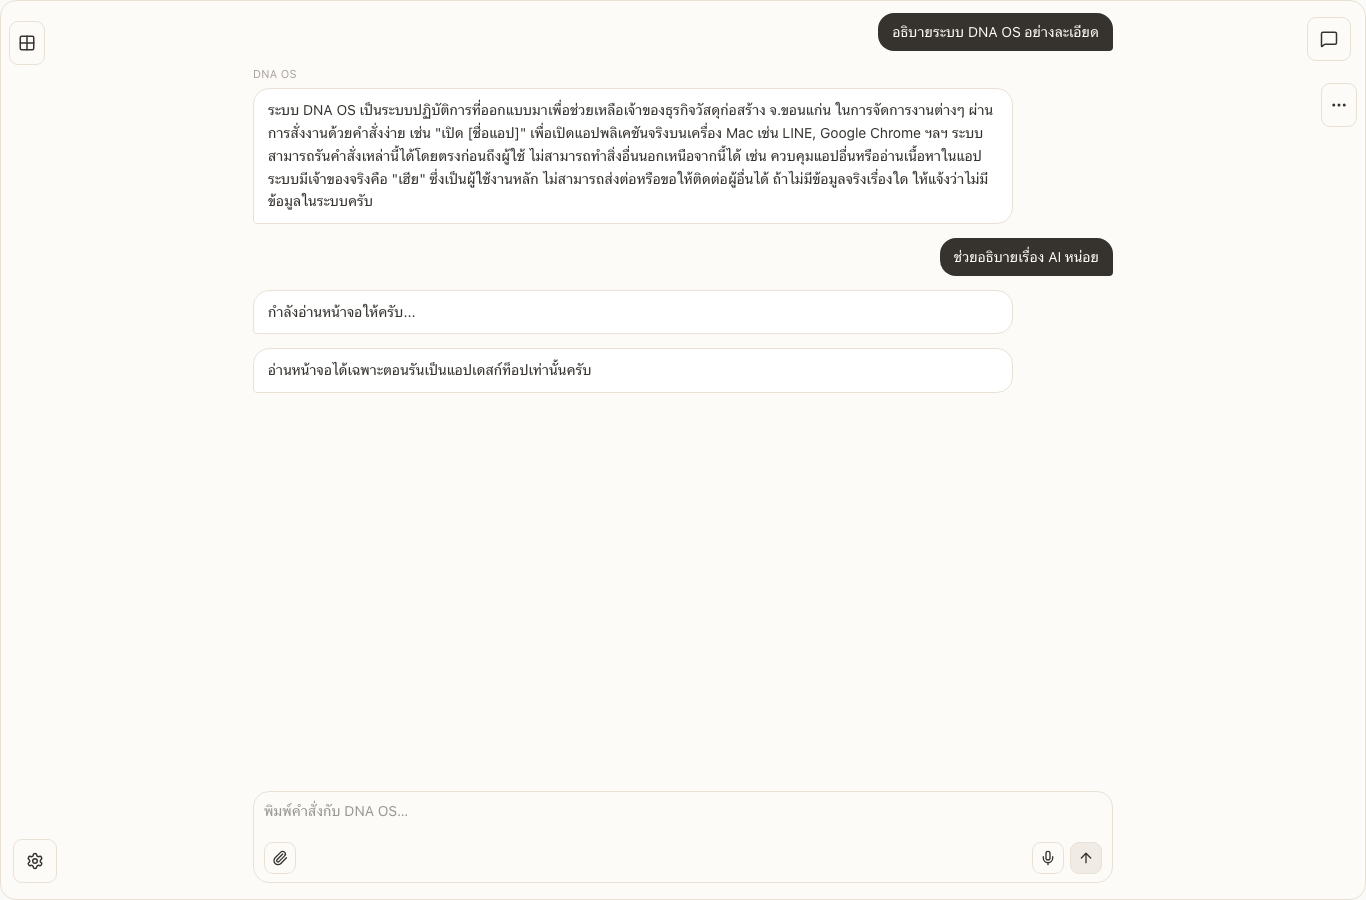 อธิบายระบบ DNA OS อย่างละเอียด
DNA OS
ระบบ DNA OS เป็นระบบปฏิบัติการที่ออกแบบมาเพื่อช่วยเหลือเจ้าของธุรกิจวัสดุก่อสร้าง จ.ขอนแก่น ในการจัดการงานต่างๆ ผ่าน
การสั่งงานด้วยคำสั่งง่าย เช่น "เปิด [ชื่อแอป]" เพื่อเปิดแอปพลิเคชันจริงบนเครื่อง Mac เช่น LINE, Google Chrome ฯลฯ ระบบ
สามารถรันคำสั่งเหล่านี้ได้โดยตรงก่อนถึงผู้ใช้ ไม่สามารถทำสิ่งอื่นนอกเหนือจากนี้ได้ เช่น ควบคุมแอปอื่นหรืออ่านเนื้อหาในแอป
ระบบมีเจ้าของจริงคือ "เฮีย" ซึ่งเป็นผู้ใช้งานหลัก ไม่สามารถส่งต่อหรือขอให้ติดต่อผู้อื่นได้ ถ้าไม่มีข้อมูลจริงเรื่องใด ให้แจ้งว่าไม่มี
ข้อมูลในระบบครับ
ช่วยอธิบายเรื่อง AI หน่อย
กำลังอ่านหน้าจอให้ครับ...
อ่านหน้าจอได้เฉพาะตอนรันเป็นแอปเดสก์ท็อปเท่านั้นครับ
พิมพ์คำสั่งกับ DNA OS...